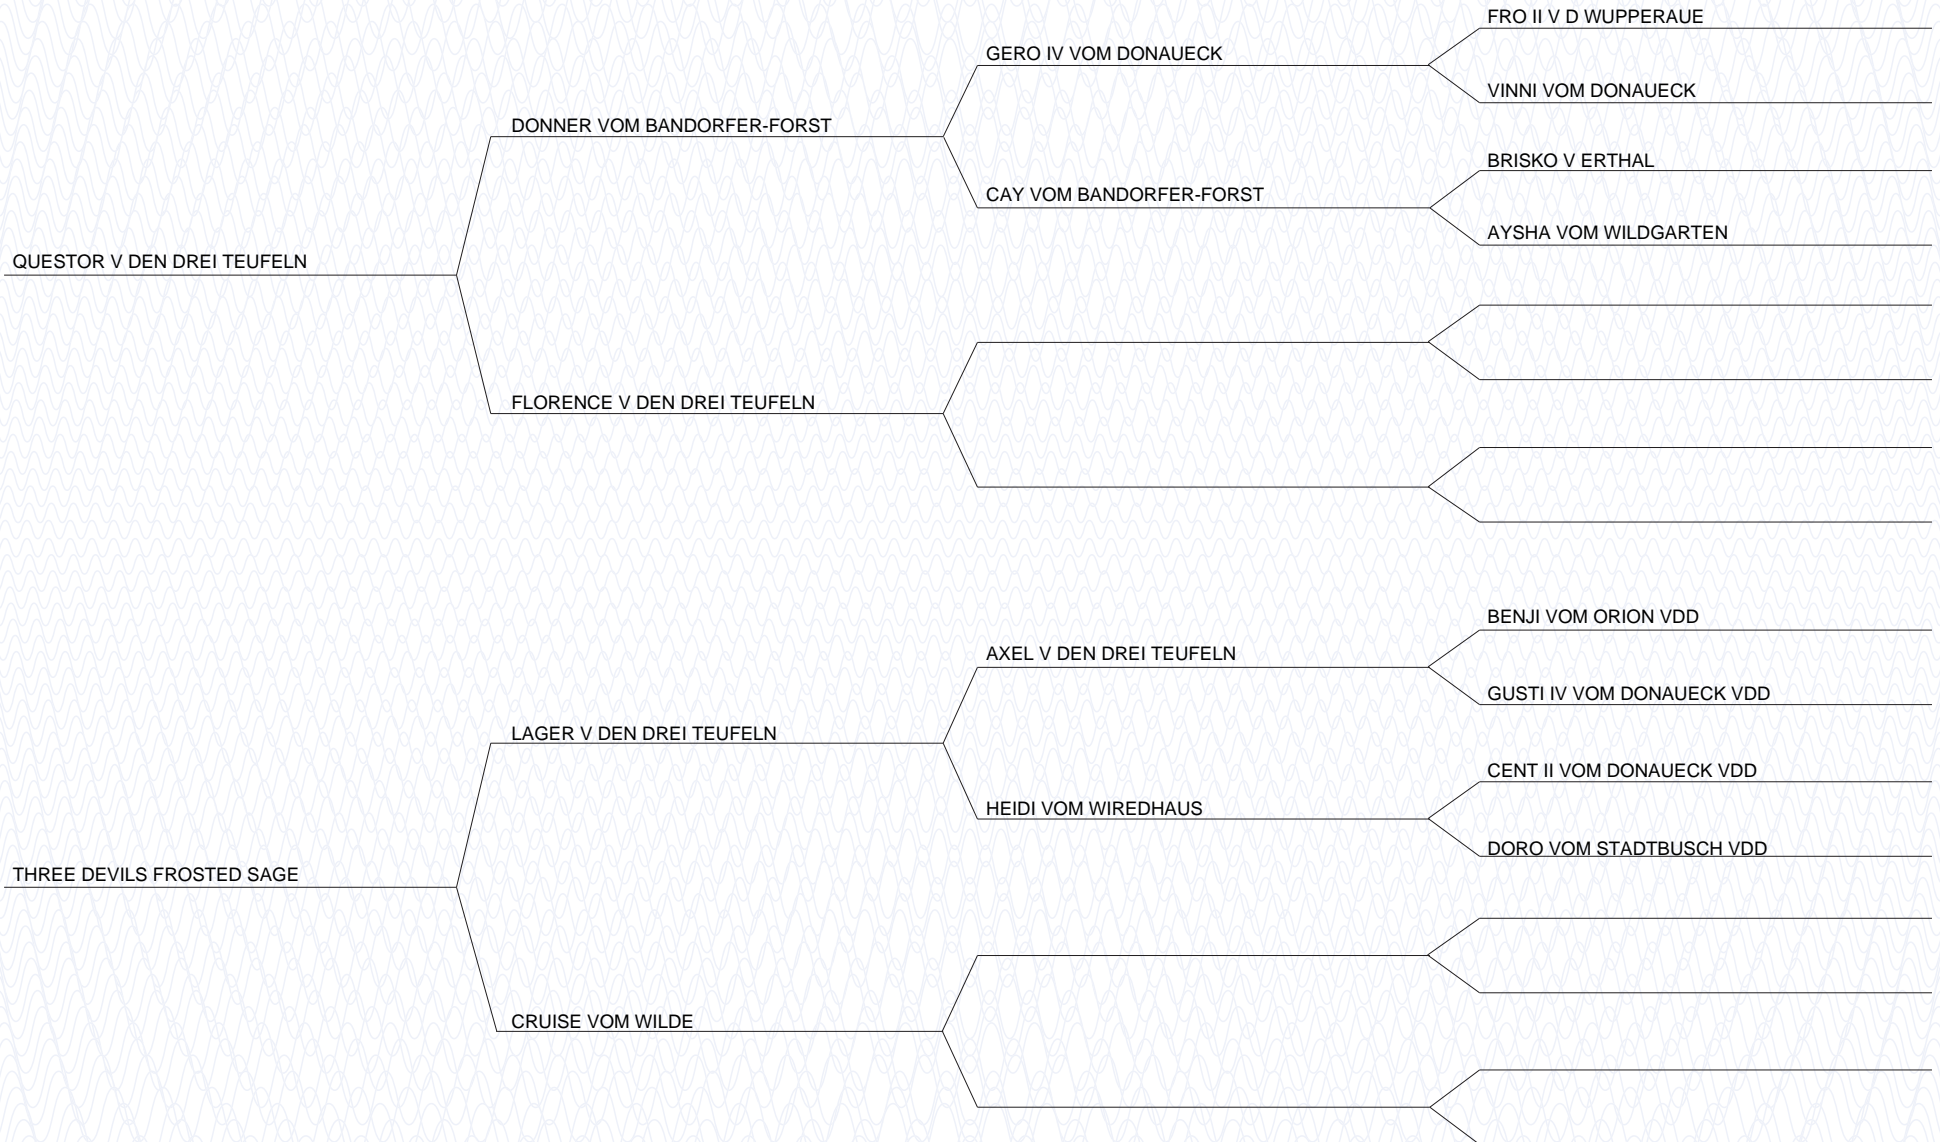 FRO II V D WUPPERAUE
GERO IV VOM DONAUECK
VINNI VOM DONAUECK
DONNER VOM BANDORFER-FORST
BRISKO V ERTHAL
CAY VOM BANDORFER-FORST
AYSHA VOM WILDGARTEN
QUESTOR V DEN DREI TEUFELN
FLORENCE V DEN DREI TEUFELN
BENJI VOM ORION VDD
AXEL V DEN DREI TEUFELN
GUSTI IV VOM DONAUECK VDD
LAGER V DEN DREI TEUFELN
CENT II VOM DONAUECK VDD
HEIDI VOM WIREDHAUS
DORO VOM STADTBUSCH VDD
THREE DEVILS FROSTED SAGE
CRUISE VOM WILDE